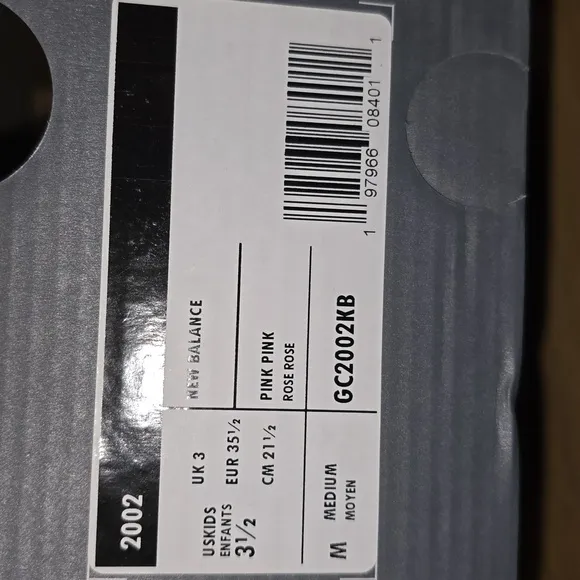 2002
USKIDS
ENFANTS
3½
UK 3
EUR 35½
CM 21½
NEW BALANCE
PINK PINK
ROSE ROSE
M
MEDIUM
MOYEN
GC2002KB
1 97966 08401 1